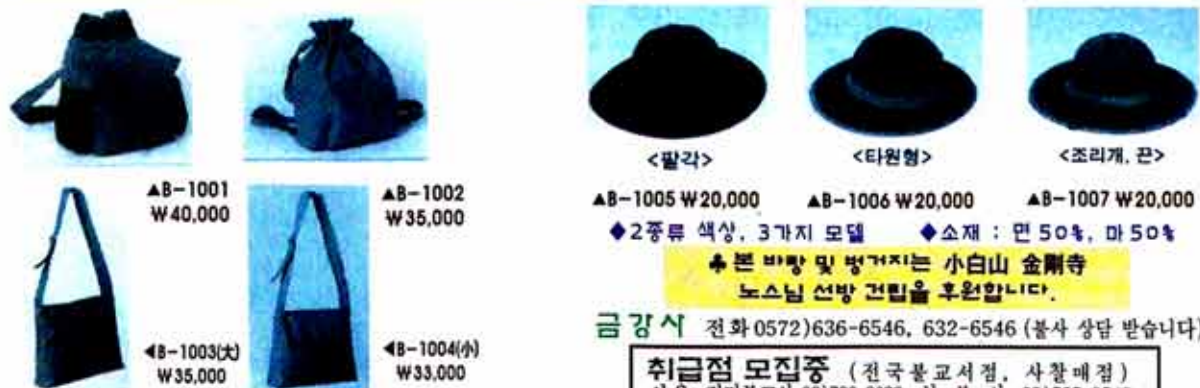 ▲B-1001
₩40,000
▲B-1002
₩35,000
◀B-1003(大)
₩35,000
◀B-1004(小)
₩33,000
<팔각>
<타원형>
<조리개, 끈>
▲B-1005 ₩20,000
▲B-1006 ₩20,000
▲B-1007 ₩20,000
◆2종류 색상, 3가지 모델 ◆소재 : 면 50%, 마 50%
♣본 바랑 및 벙거지는 小白山 金剛寺
노스님 선방 건립을 후원합니다.
금강사 전화 0572)636-6546, 632-6546 (불사 상담 받습니다)
취급점 모집중 (전국불교서점, 사찰매점)